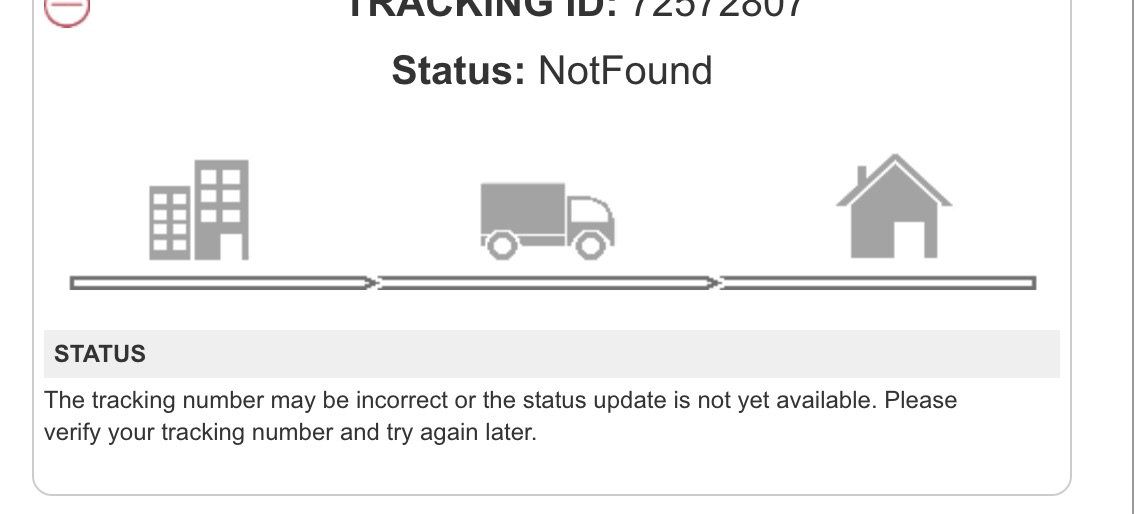 TRACKING ID: 72572807
Status: NotFound
STATUS
The tracking number may be incorrect or the status update is not yet available. Please
verify your tracking number and try again later.